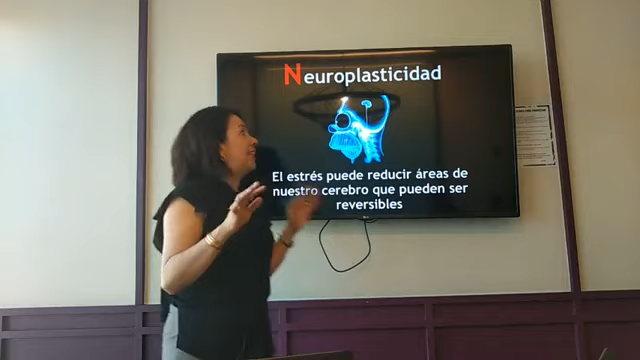 Neuroplasticidad
El estrés puede reducir áreas de
nuestro cerebro que pueden ser
reversibles